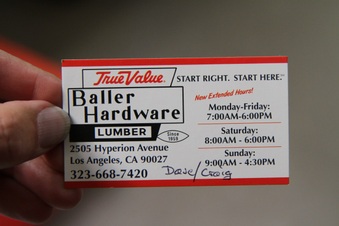 True Value.
START RIGHT. START HERE.™
Baller
Hardware
LUMBER
Since
1959
New Extended Hours!
Monday-Friday:
7:00AM-6:00PM
Saturday:
8:00AM - 6:00PM
Sunday:
9:00AM - 4:30PM
2505 Hyperion Avenue
Los Angeles, CA 90027
323-668-7420
Dave/Craig